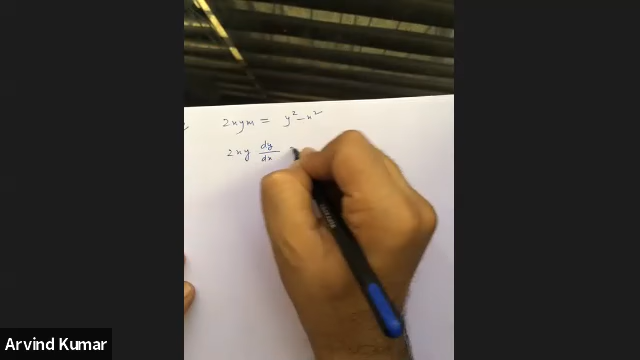 2xym = y² - x²
2xy dy/dx =
Arvind Kumar